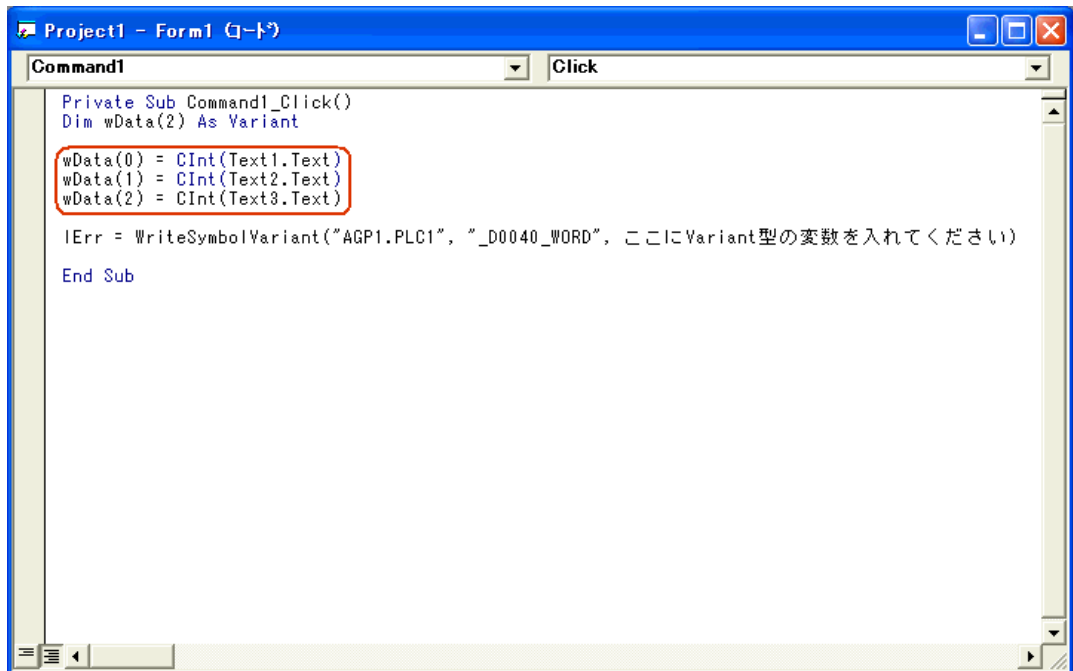 Project1 - Form1 (ｺｰﾄﾞ)
Command1 Click
Private Sub Command1_Click()
Dim wData(2) As Variant
wData(0) = CInt(Text1.Text)
wData(1) = CInt(Text2.Text)
wData(2) = CInt(Text3.Text)
lErr = WriteSymbolVariant("AGP1.PLC1", "_D0040_WORD", ここにVariant型の変数を入れてください)
End Sub